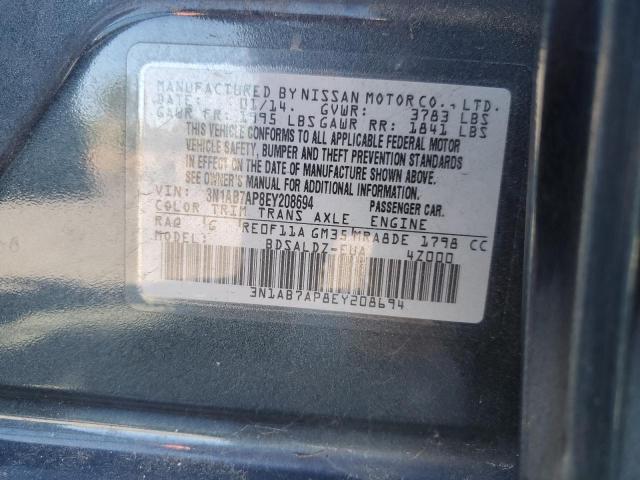 MANUFACTURED BY NISSAN MOTOR CO., LTD.
DATE: 01/14. GVWR: 3783 LBS
GAWR FR: 1995 LBS GAWR RR: 1841 LBS
THIS VEHICLE CONFORMS TO ALL APPLICABLE FEDERAL MOTOR
VEHICLE SAFETY, BUMPER AND THEFT PREVENTION STANDARDS
IN EFFECT ON THE DATE OF MANUFACTURE SHOWN ABOVE.
SEE OWNER'S MANUAL FOR ADDITIONAL INFORMATION.
VIN: 3N1AB7AP8EY208694 PASSENGER CAR.
COLOR TRIM TRANS AXLE ENGINE
RAQ G RE0F11A GM35 MRA8DE 1798 CC
MODEL: BDSALDZ-EUA 4Z000
3N1AB7AP8EY208694